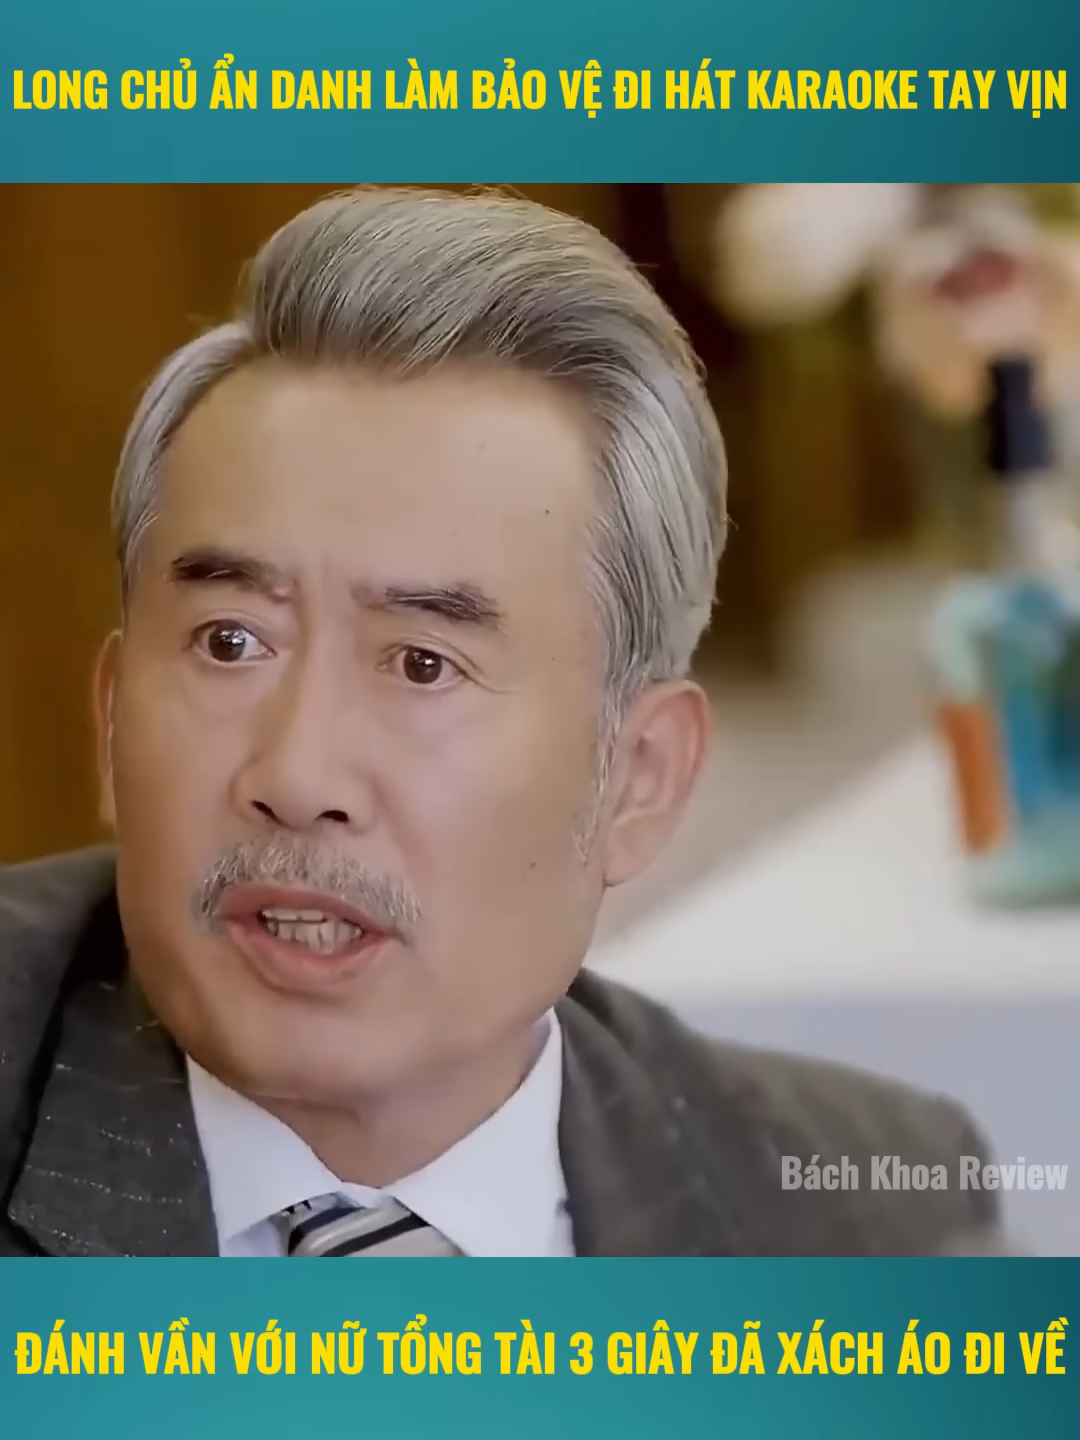 LONG CHỦ ẨN DANH LÀM BẢO VỆ ĐI HÁT KARAOKE TAY VỊN
Bách Khoa Review
ĐÁNH VẦN VỚI NỮ TỔNG TÀI 3 GIÂY ĐÃ XÁCH ÁO ĐI VỀ